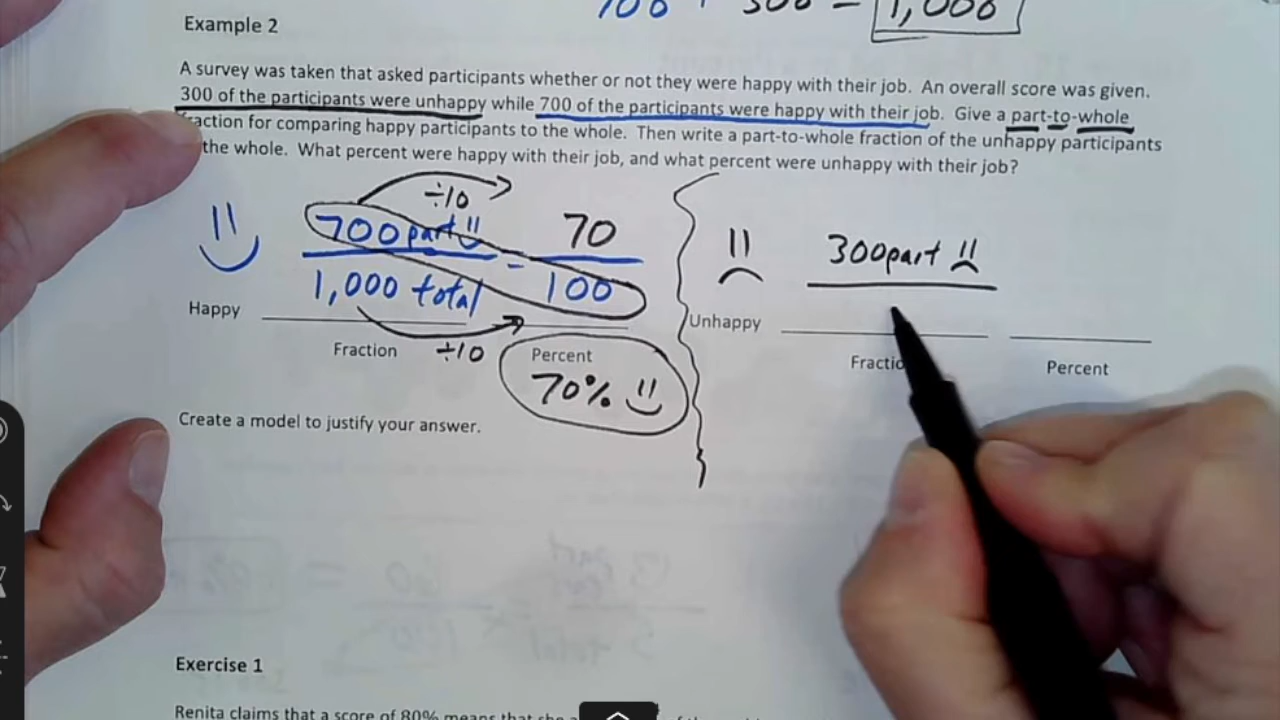 700 + 300 = 1,000
Example 2
A survey was taken that asked participants whether or not they were happy with their job. An overall score was given.
300 of the participants were unhappy while 700 of the participants were happy with their job. Give a part-to-whole
fraction for comparing happy participants to the whole. Then write a part-to-whole fraction of the unhappy participants
the whole. What percent were happy with their job, and what percent were unhappy with their job?
÷10
700 part 70
1,000 total = 100
÷10
Happy
Fraction
Percent
70%
300 part
Unhappy
Fractio
Percent
Create a model to justify your answer.
Exercise 1
Renita claims that a score of 80% means that she